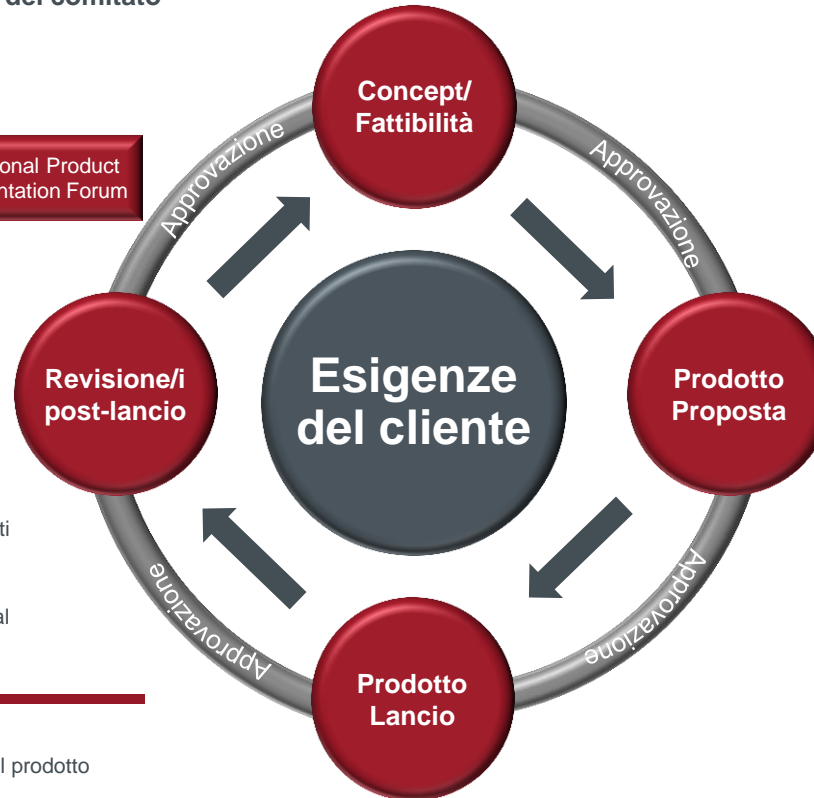 del comitato
Concept/
Fattibilità
onal Product
ntation Forum
Approvazione
Approvazione
Revisione/i
post-lancio
Esigenze
del cliente
Prodotto
Proposta
ti
al
Approvazione
Approvazione
Prodotto
Lancio
l prodotto